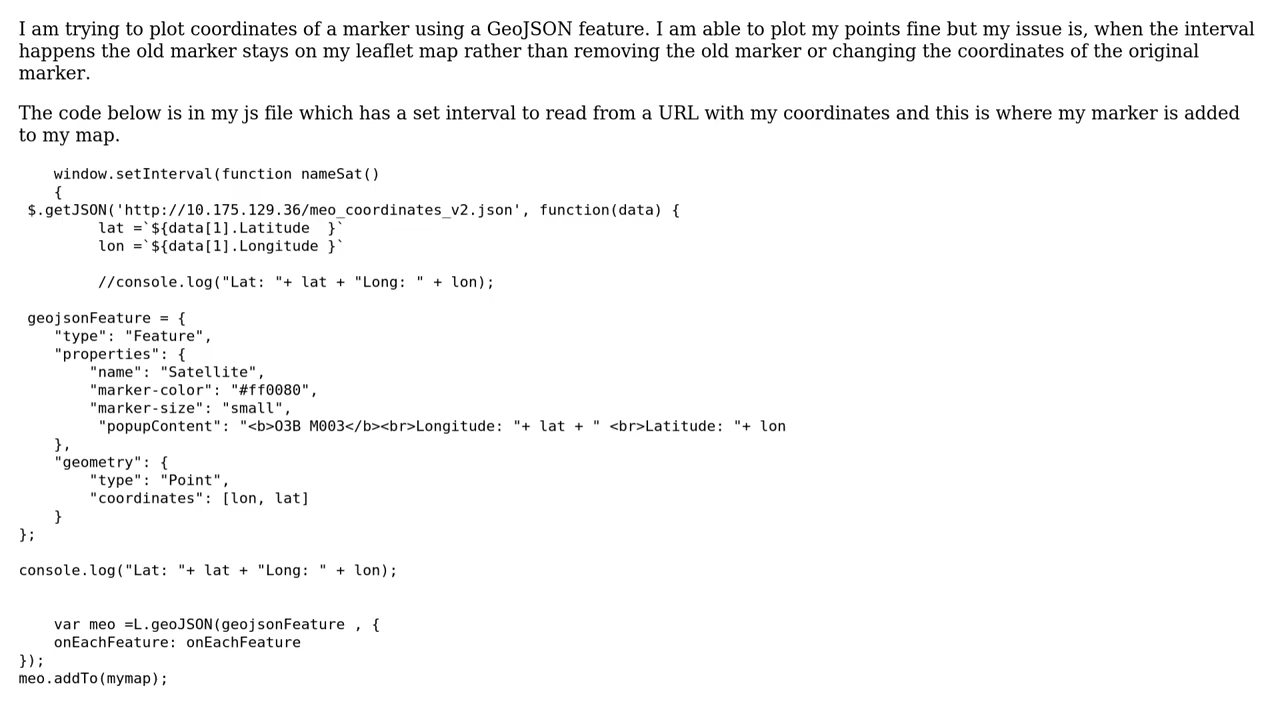 I am trying to plot coordinates of a marker using a GeoJSON feature. I am able to plot my points fine but my issue is, when the interval
happens the old marker stays on my leaflet map rather than removing the old marker or changing the coordinates of the original
marker.
The code below is in my js file which has a set interval to read from a URL with my coordinates and this is where my marker is added
to my map.
    window.setInterval(function nameSat()
    {
 $.getJSON('http://10.175.129.36/meo_coordinates_v2.json', function(data) {
         lat =`${data[1].Latitude  }`
         lon =`${data[1].Longitude }`
         //console.log("Lat: "+ lat + "Long: " + lon);
 geojsonFeature = {
    "type": "Feature",
    "properties": {
        "name": "Satellite",
        "marker-color": "#ff0080",
        "marker-size": "small",
         "popupContent": "<b>O3B M003</b><br>Longitude: "+ lat + " <br>Latitude: "+ lon
    },
    "geometry": {
        "type": "Point",
        "coordinates": [lon, lat]
    }
};
console.log("Lat: "+ lat + "Long: " + lon);
    var meo =L.geoJSON(geojsonFeature , {
    onEachFeature: onEachFeature
});
meo.addTo(mymap);